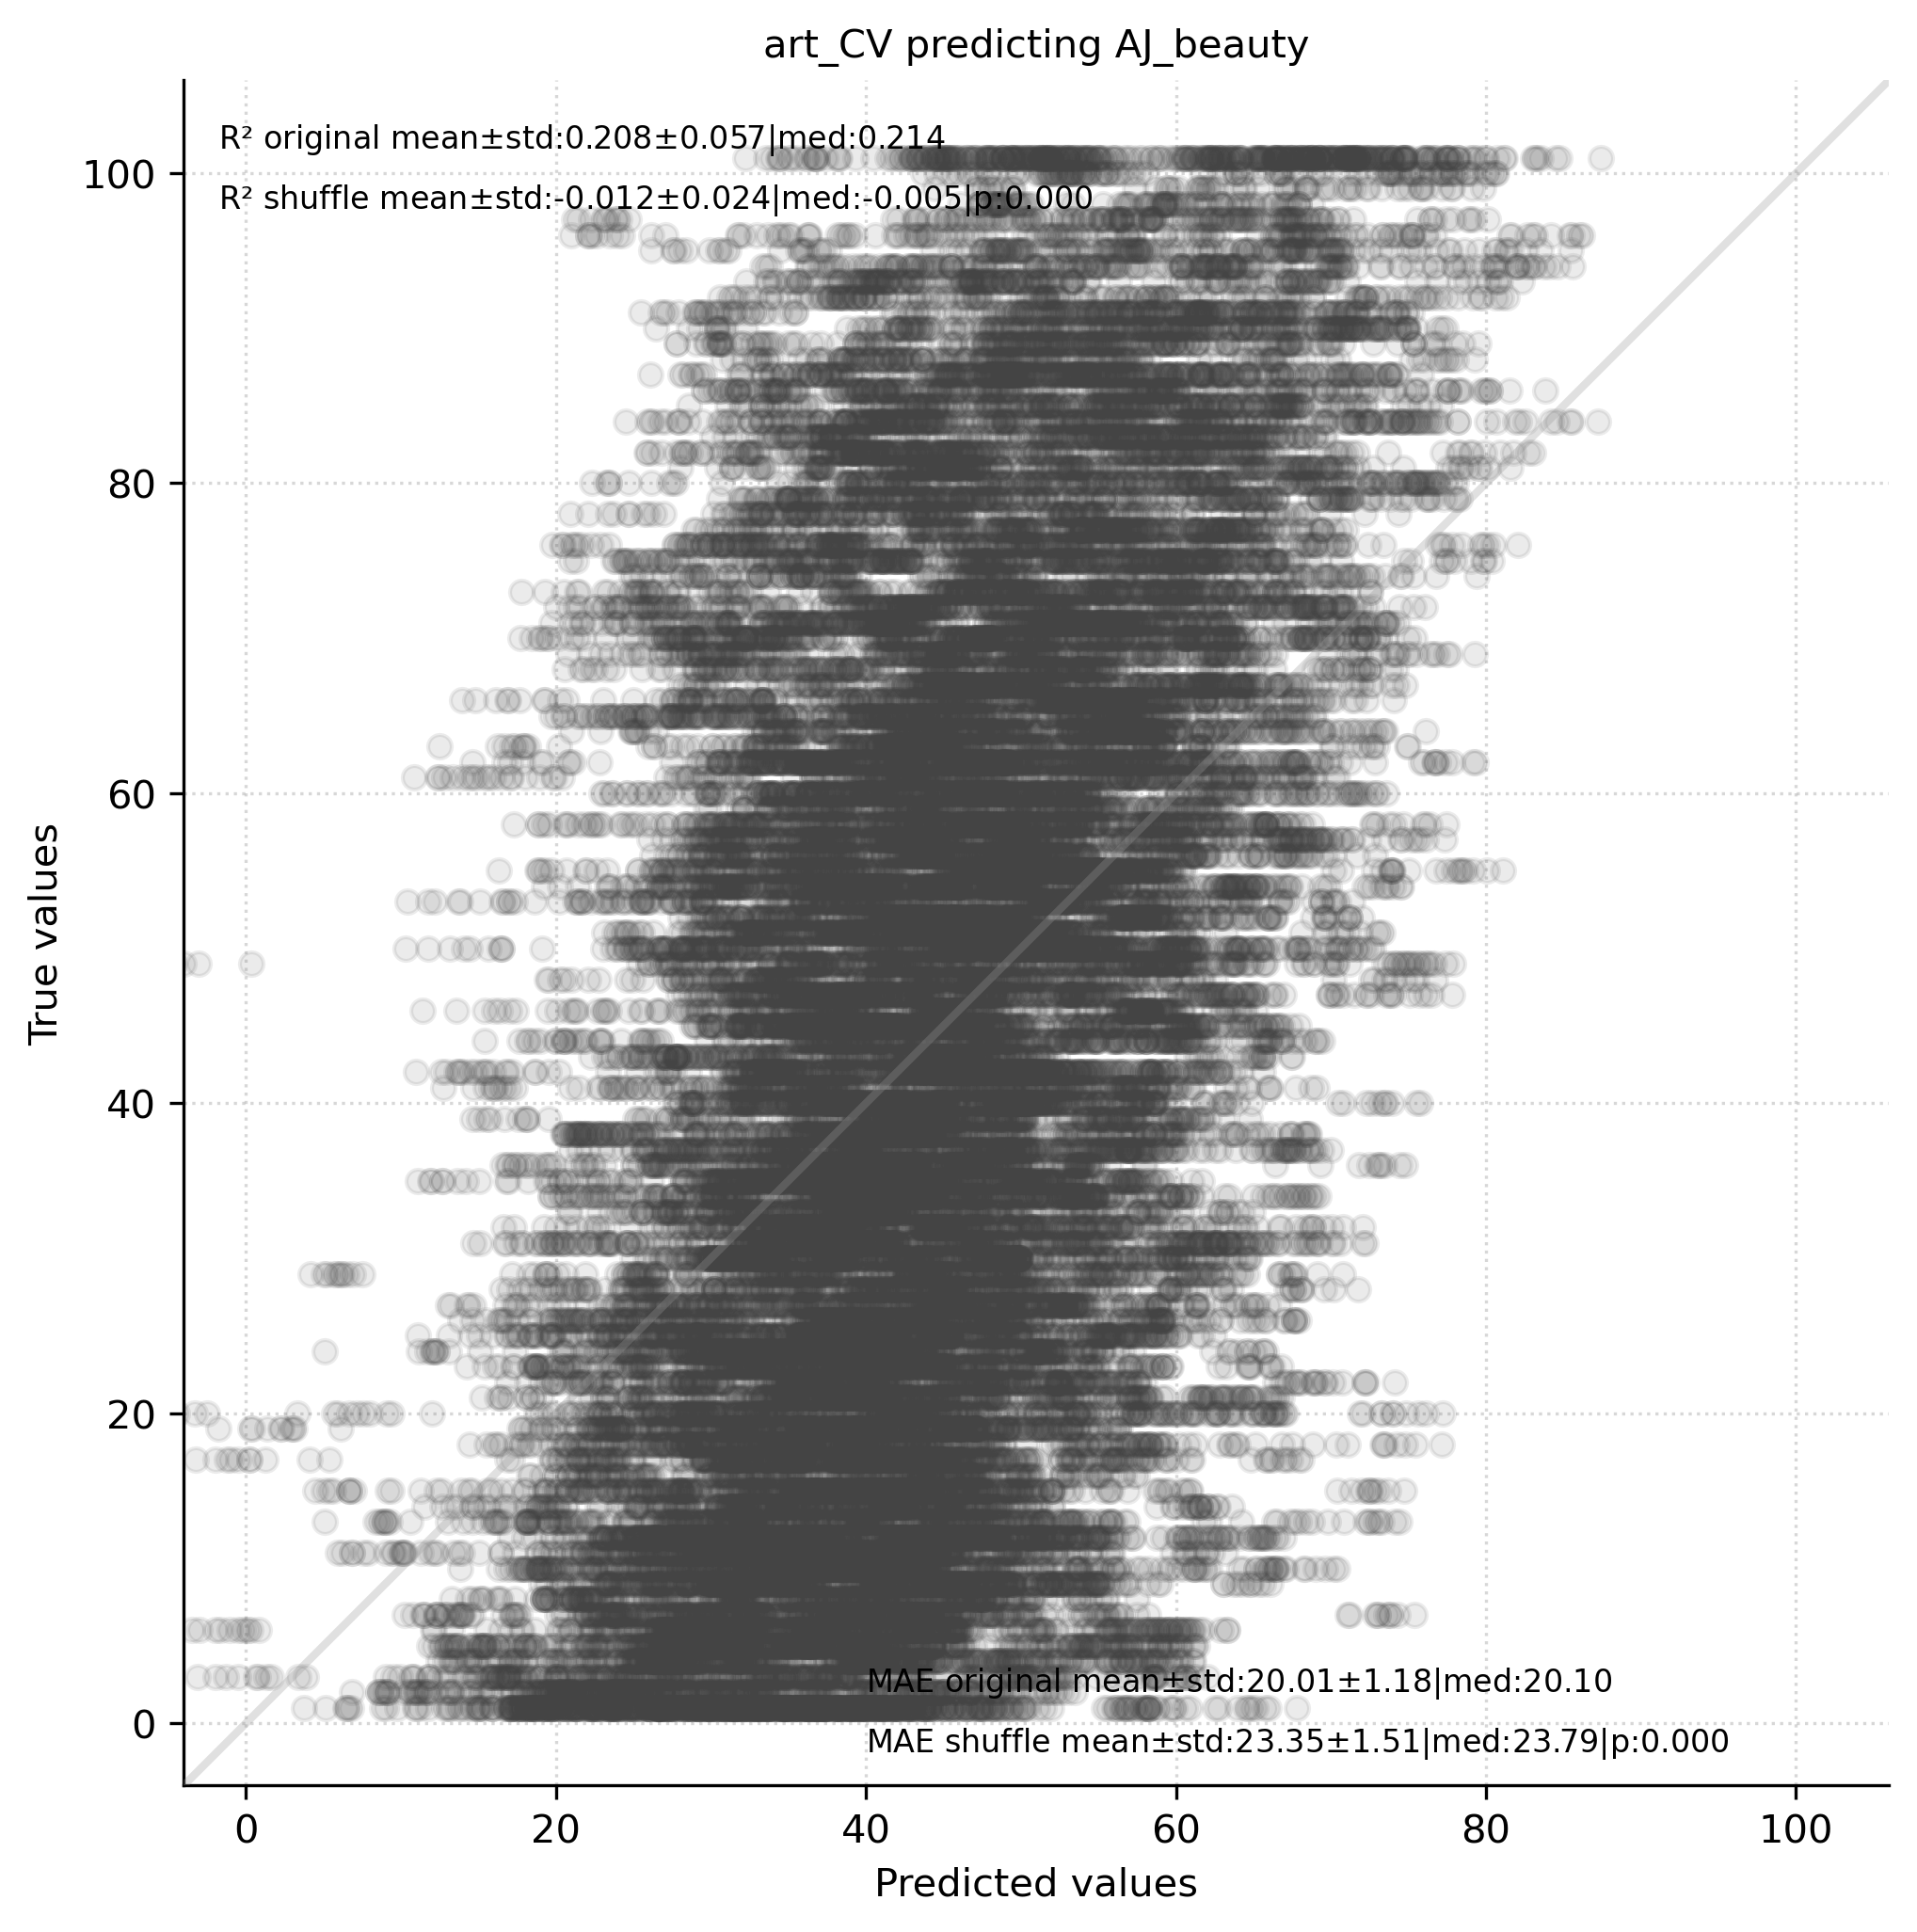 art_CV predicting AJ_beauty
R² original mean±std:0.208±0.057|med:0.214
R² shuffle mean±std:-0.012±0.024|med:-0.005|p:0.000
100
80
60
40
20
0
True values
MAE original mean±std:20.01±1.18|med:20.10
MAE shuffle mean±std:23.35±1.51|med:23.79|p:0.000
0 20 40 60 80 100
Predicted values